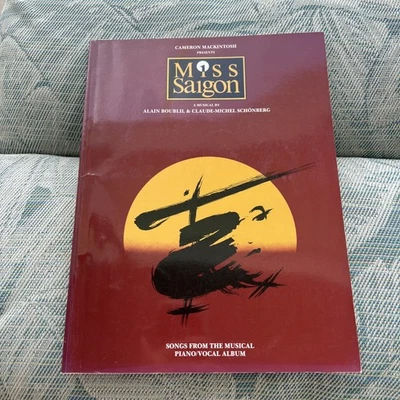 CAMERON MACKINTOSH
PRESENTS
Miss
Saigon
A MUSICAL BY
ALAIN BOUBLIL & CLAUDE-MICHEL SCHÖNBERG
SONGS FROM THE MUSICAL
PIANO/VOCAL ALBUM